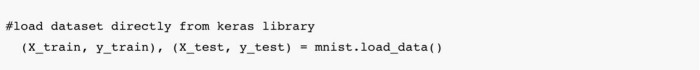 #load dataset directly from keras library
(X_train, y_train), (X_test, y_test) = mnist.load_data()